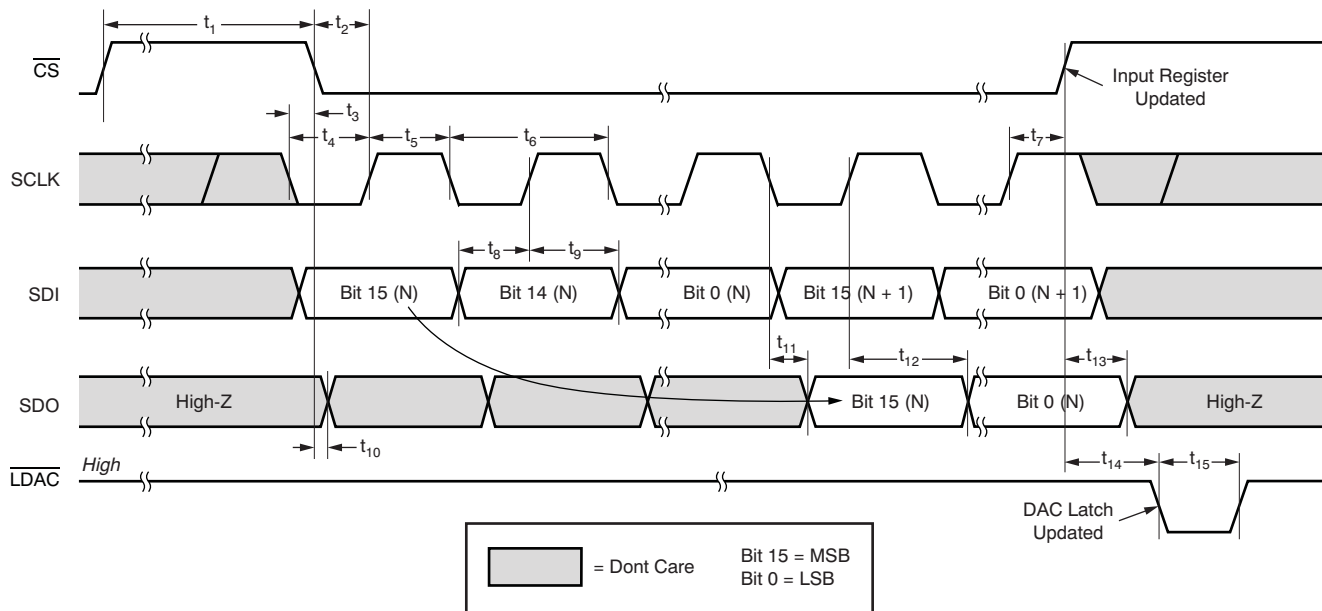 t1
t2
CS
Input Register
Updated
t3
t4
t5
t6
t7
SCLK
t8
t9
SDI
Bit 15 (N)
Bit 14 (N)
Bit 0 (N)
Bit 15 (N + 1)
Bit 0 (N + 1)
t11
t12
t13
SDO
High-Z
Bit 15 (N)
Bit 0 (N)
High-Z
t10
High
LDAC
t14
t15
DAC Latch
Updated
= Dont Care
Bit 15 = MSB
Bit 0 = LSB